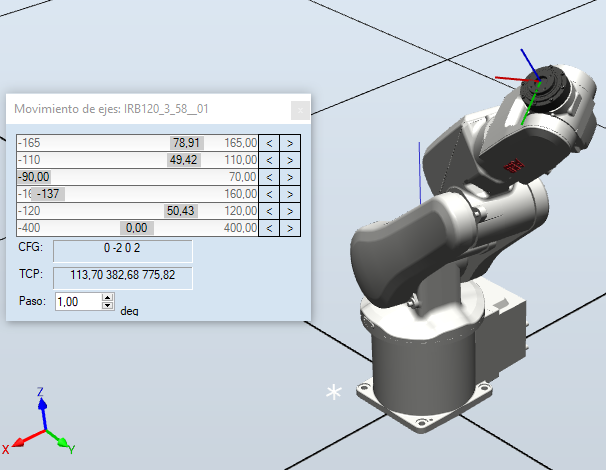 Movimiento de ejes: IRB120_3_58__01
-165 78,91 165,00 < >
-110 49,42 110,00 < >
-90,00 70,00 < >
-137 160,00 < >
-120 50,43 120,00 < >
-400 0,00 400,00 < >
CFG: 0 -2 0 2
TCP: 113,70 382,68 775,82
Paso: 1,00 deg
Z
X Y